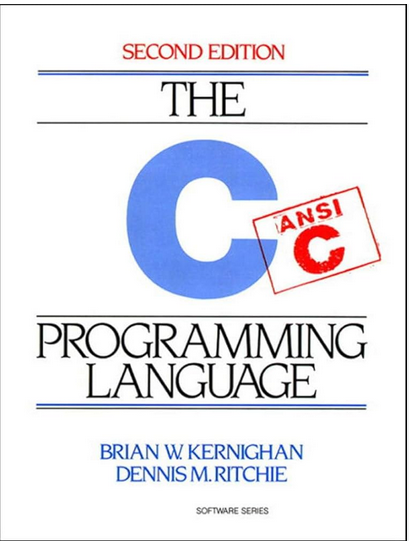 SECOND EDITION
THE
C
ANSI
C
PROGRAMMING
LANGUAGE
BRIAN W. KERNIGHAN
DENNIS M. RITCHIE
SOFTWARE SERIES